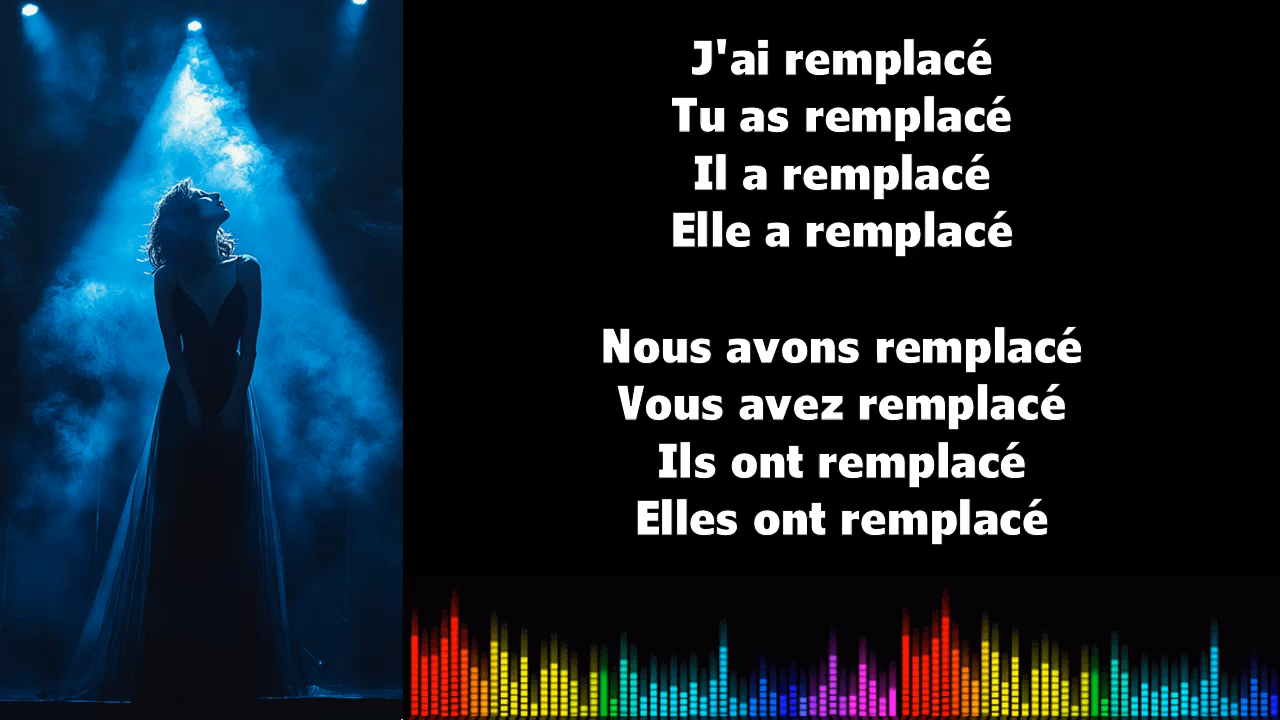 J'ai remplacé
Tu as remplacé
Il a remplacé
Elle a remplacé
Nous avons remplacé
Vous avez remplacé
Ils ont remplacé
Elles ont remplacé